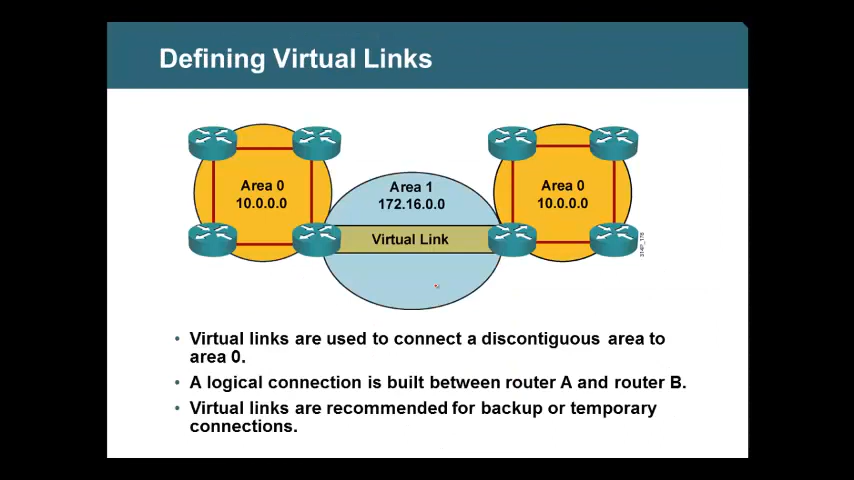 Defining Virtual Links
Area 0
10.0.0.0
Area 1
172.16.0.0
Area 0
10.0.0.0
Virtual Link
• Virtual links are used to connect a discontiguous area to
area 0.
• A logical connection is built between router A and router B.
• Virtual links are recommended for backup or temporary
connections.